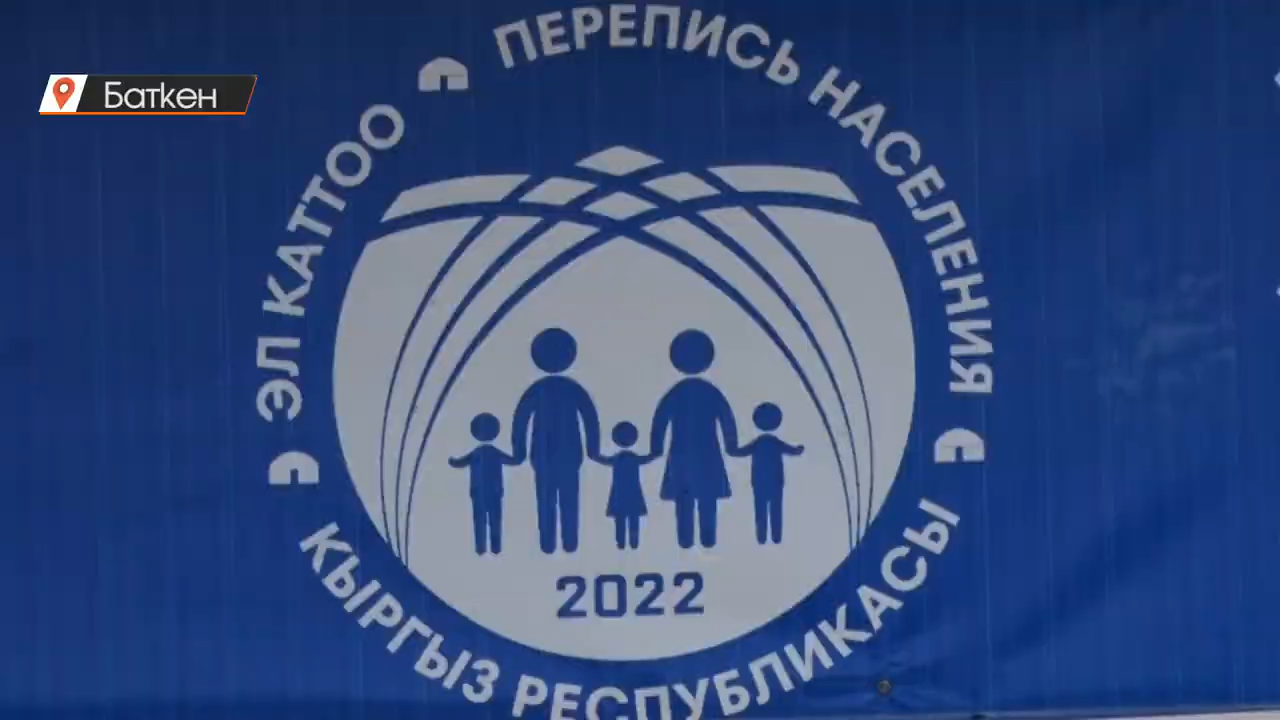 Баткен
ЭЛ КАТТОО
ПЕРЕПИСЬ НАСЕЛЕНИЯ
2022
КЫРГЫЗ РЕСПУБЛИКАСЫ